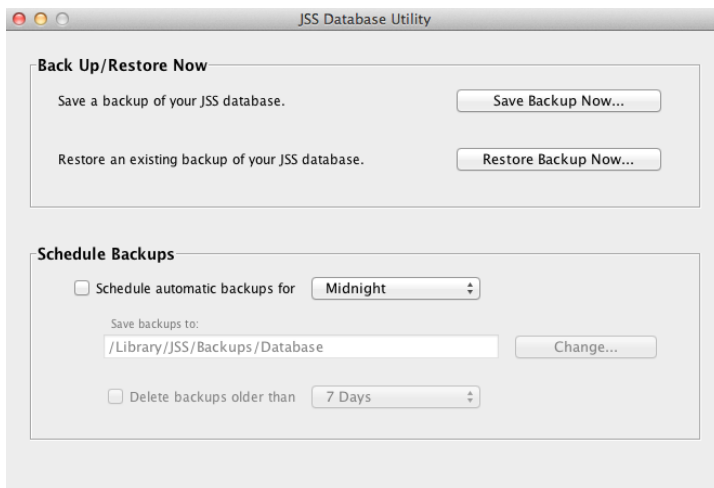 JSS Database Utility
Back Up/Restore Now
Save a backup of your JSS database.
Save Backup Now...
Restore an existing backup of your JSS database.
Restore Backup Now...
Schedule Backups
Schedule automatic backups for
Midnight
Save backups to:
/Library/JSS/Backups/Database
Change...
Delete backups older than
7 Days